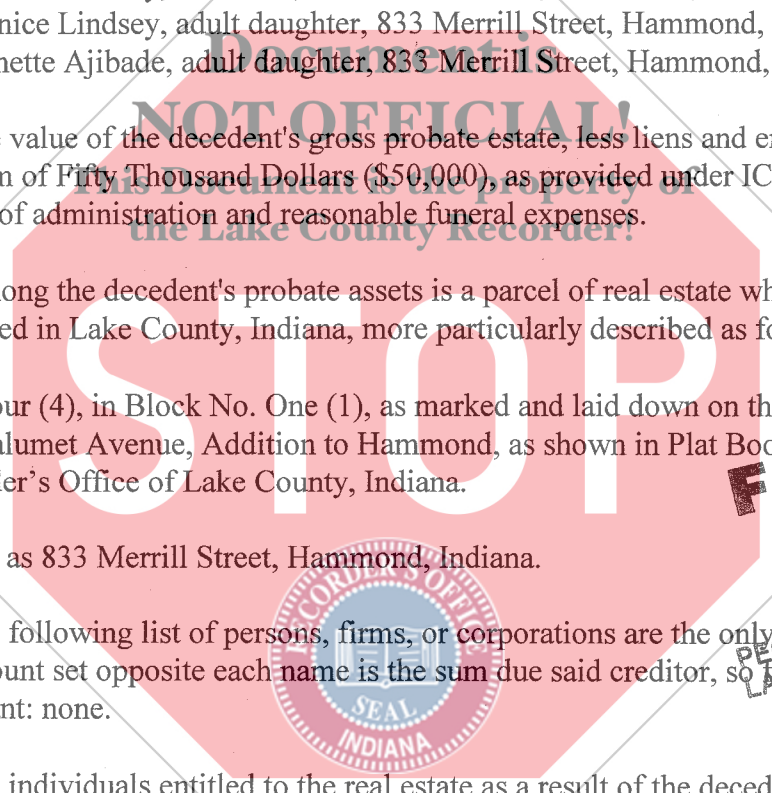 nice Lindsey, adult daughter, 833 Merrill Street, Hammond,
nette Ajibade, adult daughter, 833 Merrill Street, Hammond,
Document is
NOT OFFICIAL!
This Document is the property of
the Lake County Recorder!
value of the decedent's gross probate estate, less liens and
of Fifty Thousand Dollars ($50,000), as provided under IC
of administration and reasonable funeral expenses.
ong the decedent's probate assets is a parcel of real estate wh
ed in Lake County, Indiana, more particularly described as fo
STOP
ur (4), in Block No. One (1), as marked and laid down on th
lumet Avenue, Addition to Hammond, as shown in Plat Boo
er's Office of Lake County, Indiana.
F
as 833 Merrill Street, Hammond, Indiana.
RECORDER'S OFFICE
following list of persons, firms, or corporations are the only
ount set opposite each name is the sum due said creditor, so
nt: none.
SEAL
INDIANA
individuals entitled to the real estate as a result of the deced